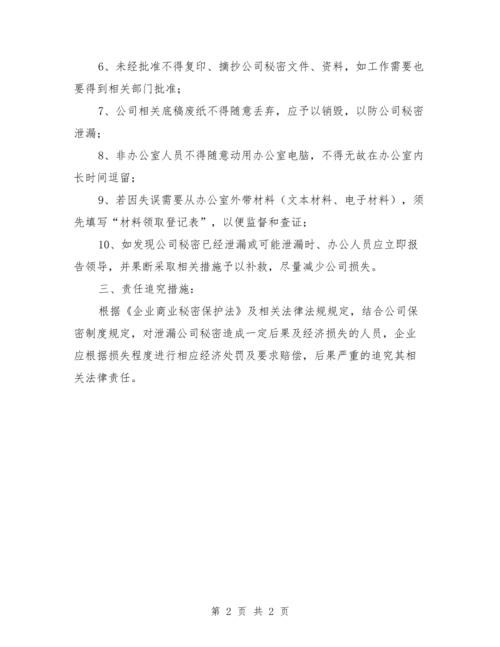 6、未经批准不得复印、摘抄公司秘密文件、资料，如工作需要也
要得到相关部门批准；
7、公司相关底稿废纸不得随意丢弃，应予以销毁，以防公司秘密
泄漏；
8、非办公室人员不得随意动用办公室电脑，不得无故在办公室内
长时间逗留；
9、若因失误需要从办公室外带材料（文本材料、电子材料），须
先填写“材料领取登记表”，以便监督和查证；
10、如发现公司秘密已经泄漏或可能泄漏时、办公人员应立即报
告领导，并果断采取相关措施予以补救，尽量减少公司损失。
三、责任追究措施：
根据《企业商业秘密保护法》及相关法律法规规定，结合公司保
密制度规定，对泄漏公司秘密造成一定后果及经济损失的人员，企业
应根据损失程度进行相应经济处罚及要求赔偿，后果严重的追究其相
关法律责任。
第 2 页 共 2 页